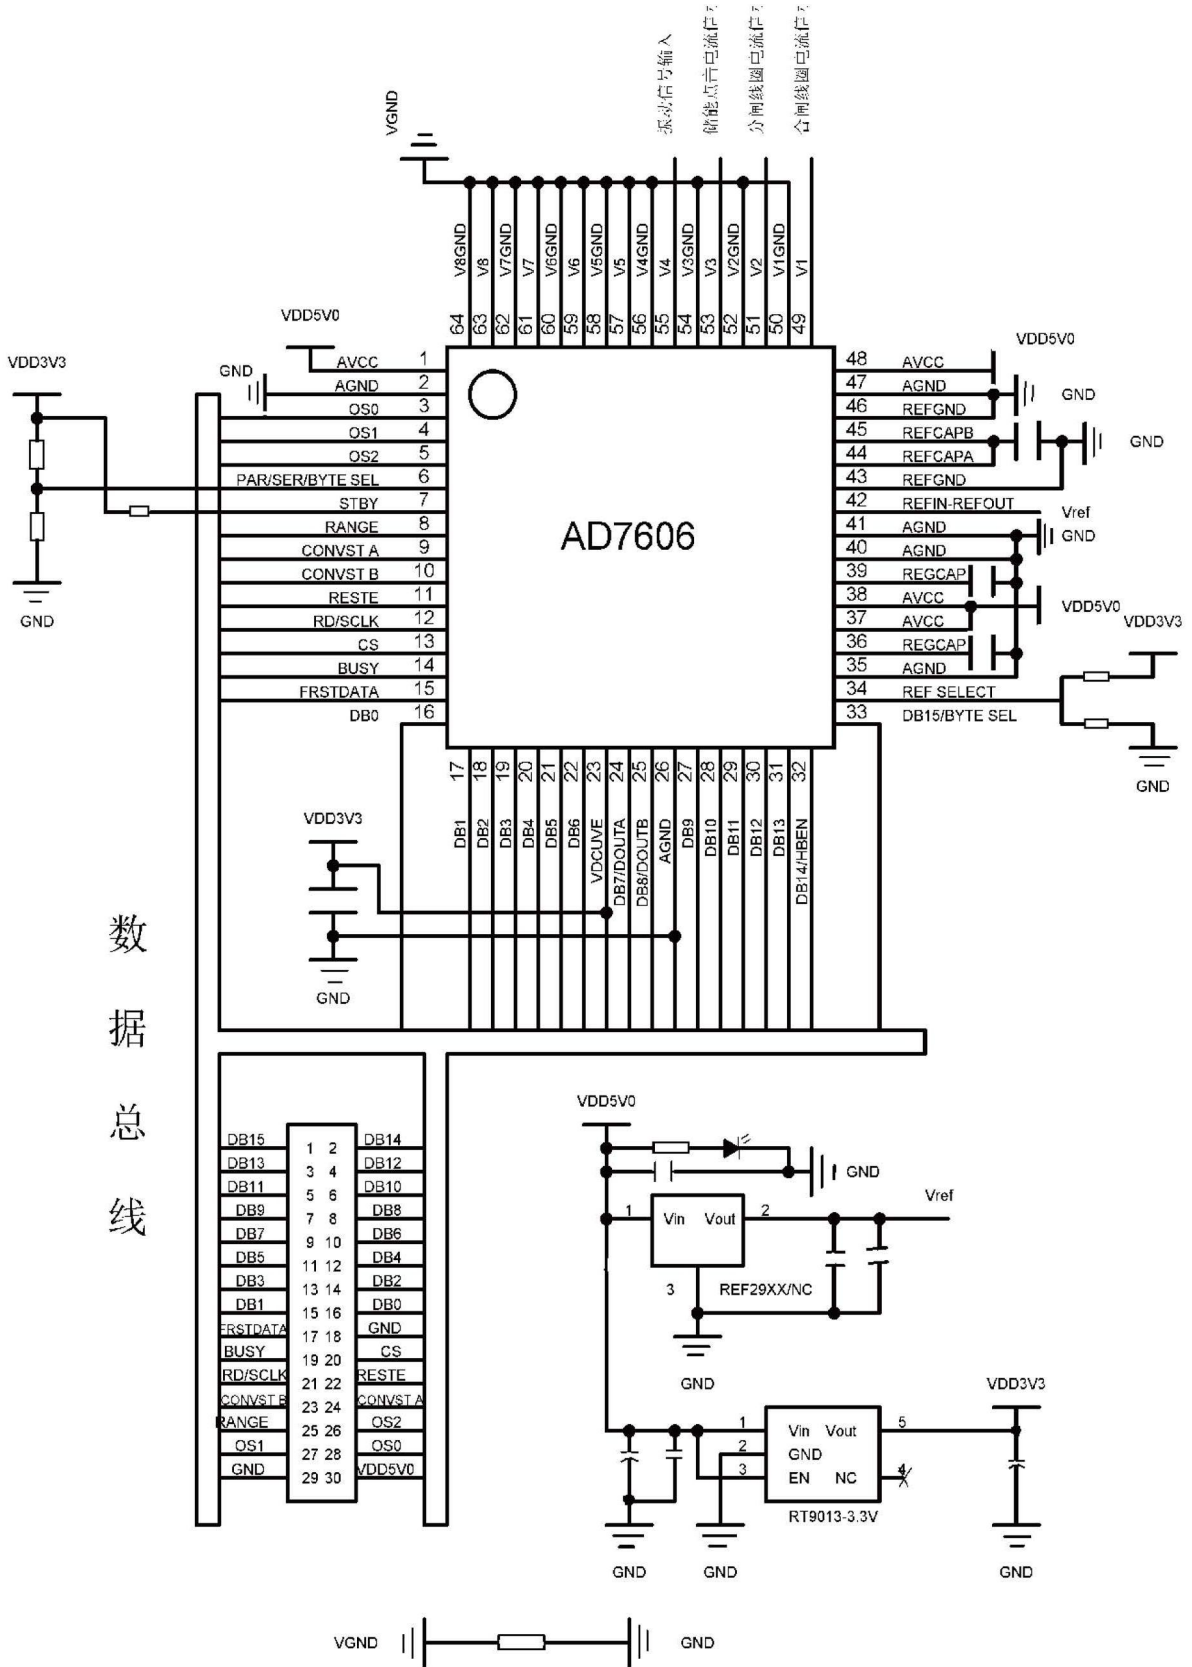 振动信号输入
储能点击电流信
分闸线圈电流信
合闸线圈电流信
VGND
V8GND
V8
V7GND
V7
V6GND
V6
V5GND
V5
V4GND
V4
V3GND
V3
V2GND
V2
V1GND
V1
64
63
62
61
60
59
58
57
56
55
54
53
52
51
50
49
VDD5V0
VDD3V3
GND
GND
AVCC 1
AGND 2
OS0 3
OS1 4
OS2 5
PAR/SER/BYTE SEL 6
STBY 7
RANGE 8
CONVST A 9
CONVST B 10
RESTE 11
RD/SCLK 12
CS 13
BUSY 14
FRSTDATA 15
DB0 16
AD7606
48 AVCC
47 AGND
46 REFGND
45 REFCAPB
44 REFCAPA
43 REFGND
42 REFIN-REFOUT
41 AGND
40 AGND
39 REGCAP
38 AVCC
37 AVCC
36 REGCAP
35 AGND
34 REF SELECT
33 DB15/BYTE SEL
VDD5V0
GND
GND
Vref
GND
VDD5V0
VDD3V3
GND
17
18
19
20
21
22
23
24
25
26
27
28
29
30
31
32
DB1
DB2
DB3
DB4
DB5
DB6
VDCUVE
DB7/DOUTA
DB8/DOUTB
AGND
DB9
DB10
DB11
DB12
DB13
DB14/HBEN
VDD3V3
GND
数据总线
DB15 1 2 DB14
DB13 3 4 DB12
DB11 5 6 DB10
DB9 7 8 DB8
DB7 9 10 DB6
DB5 11 12 DB4
DB3 13 14 DB2
DB1 15 16 DB0
FRSTDATA 17 18 GND
BUSY 19 20 CS
RD/SCLK 21 22 RESTE
CONVST B 23 24 CONVST A
RANGE 25 26 OS2
OS1 27 28 OS0
GND 29 30 VDD5V0
VDD5V0
GND
1 Vin Vout 2
Vref
3 REF29XX/NC
GND
VDD3V3
1 Vin Vout 5
2 GND
3 EN NC 4
RT9013-3.3V
GND
GND
GND
VGND
GND